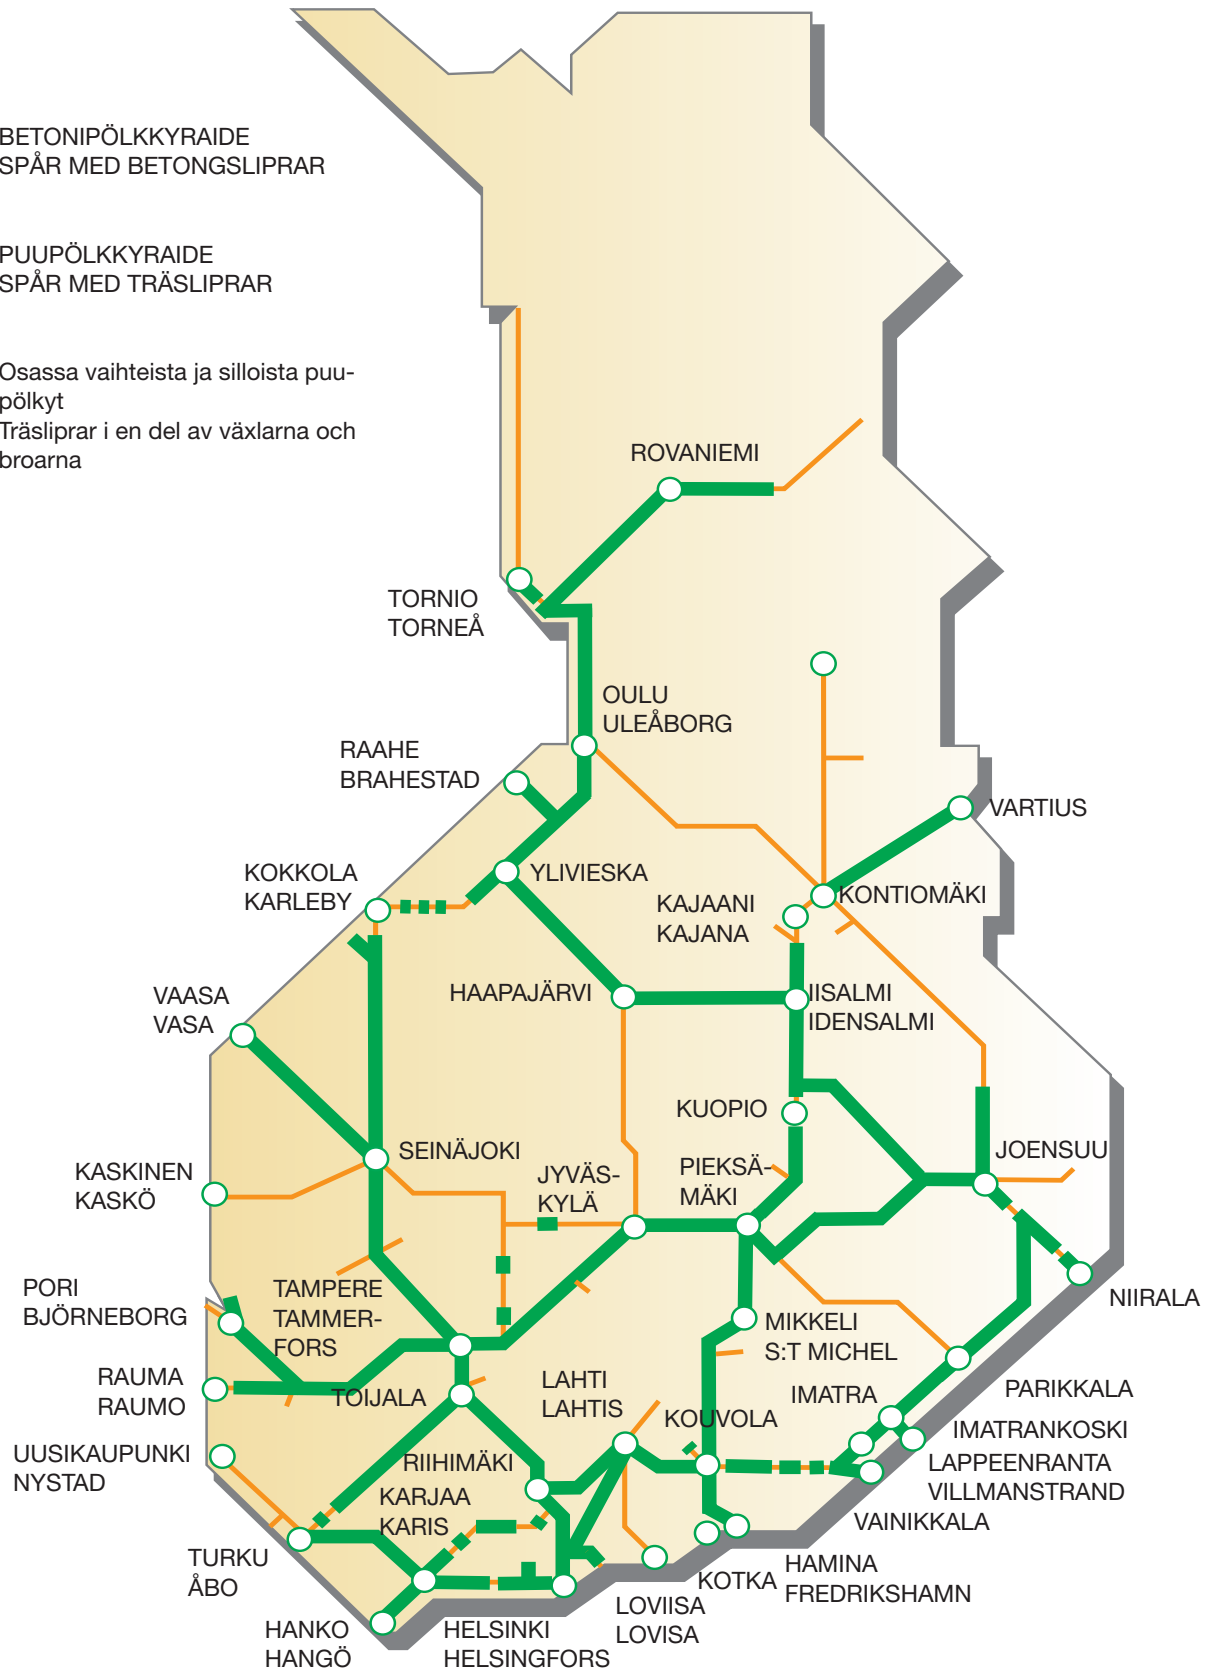 BETONIPÖLKKYRAIDE
SPÅR MED BETONGSLIPRAR
PUUPÖLKKYRAIDE
SPÅR MED TRÄSLIPRAR
Osassa vaihteista ja silloista puu-
pölkyt
Träsliprar i en del av växlarna och
broarna
ROVANIEMI
TORNIO
TORNEÅ
OULU
ULEÅBORG
RAAHE
BRAHESTAD
VARTIUS
KOKKOLA
KARLEBY
YLIVIESKA
KAJAANI
KAJANA
KONTIOMÄKI
VAASA
VASA
HAAPAJÄRVI
IISALMI
IDENSALMI
KUOPIO
SEINÄJOKI
JOENSUU
KASKINEN
KASKÖ
JYVÄS-
KYLÄ
PIEKSÄ-
MÄKI
PORI
BJÖRNEBORG
TAMPERE
TAMMER-
FORS
NIIRALA
MIKKELI
S:T MICHEL
RAUMA
RAUMO
TOIJALA
LAHTI
LAHTIS
IMATRA
PARIKKALA
KOUVOLA
IMATRANKOSKI
UUSIKAUPUNKI
NYSTAD
RIIHIMÄKI
LAPPEENRANTA
VILLMANSTRAND
KARJAA
KARIS
VAINIKKALA
TURKU
ÅBO
KOTKA
HAMINA
FREDRIKSHAMN
LOVIISA
LOVISA
HANKO
HANGÖ
HELSINKI
HELSINGFORS